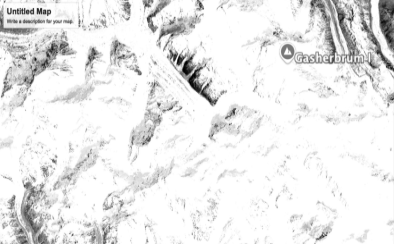 Untitled Map
Write a description for your map.
Gasherbrum I